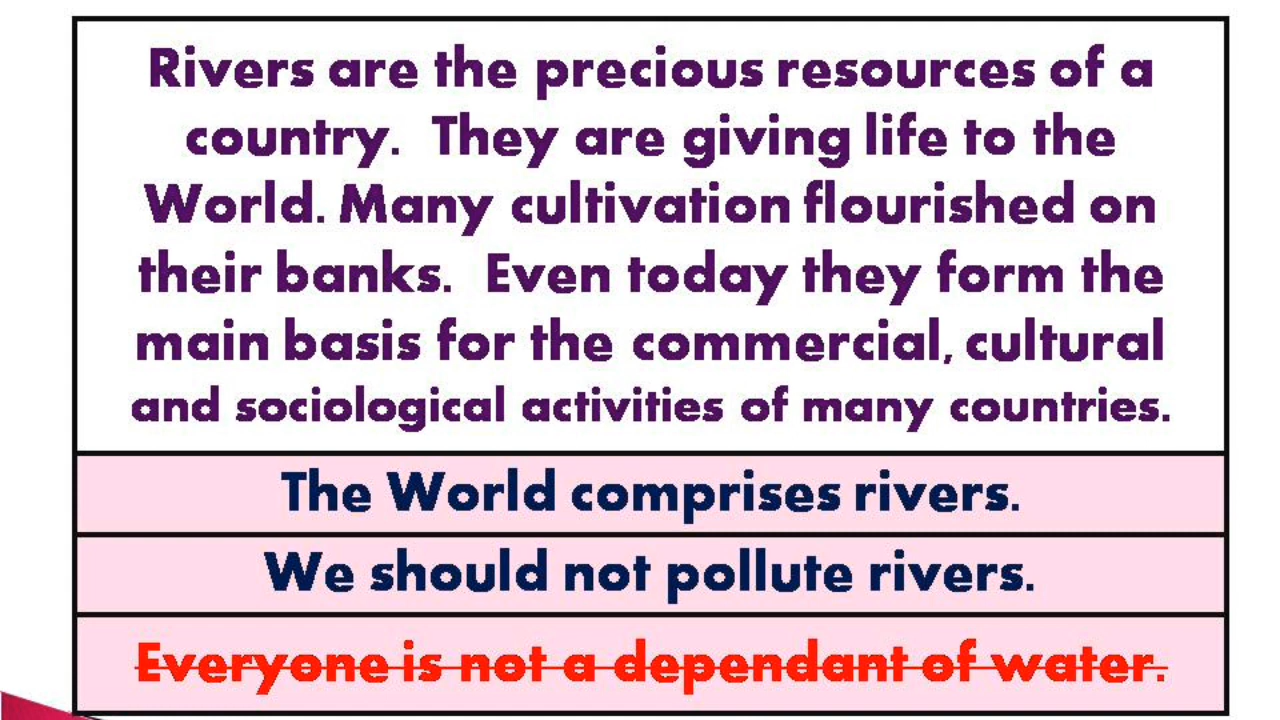 Rivers are the precious resources of a
country. They are giving life to the
World. Many cultivation flourished on
their banks. Even today they form the
main basis for the commercial, cultural
and sociological activities of many countries.
The World comprises rivers.
We should not pollute rivers.
Everyone is not a dependant of water.